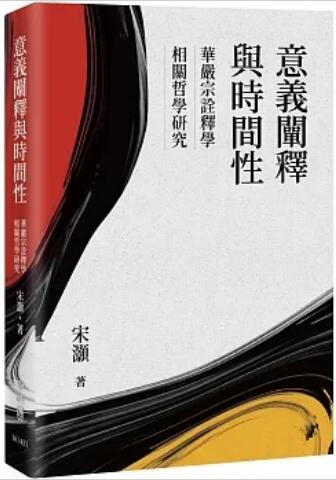 意義闡釋
與時間性
華嚴宗詮釋學
相關哲學研究
宋灝 著
意義闡釋與時間性
華嚴宗詮釋學
相關哲學研究
宋灝・著